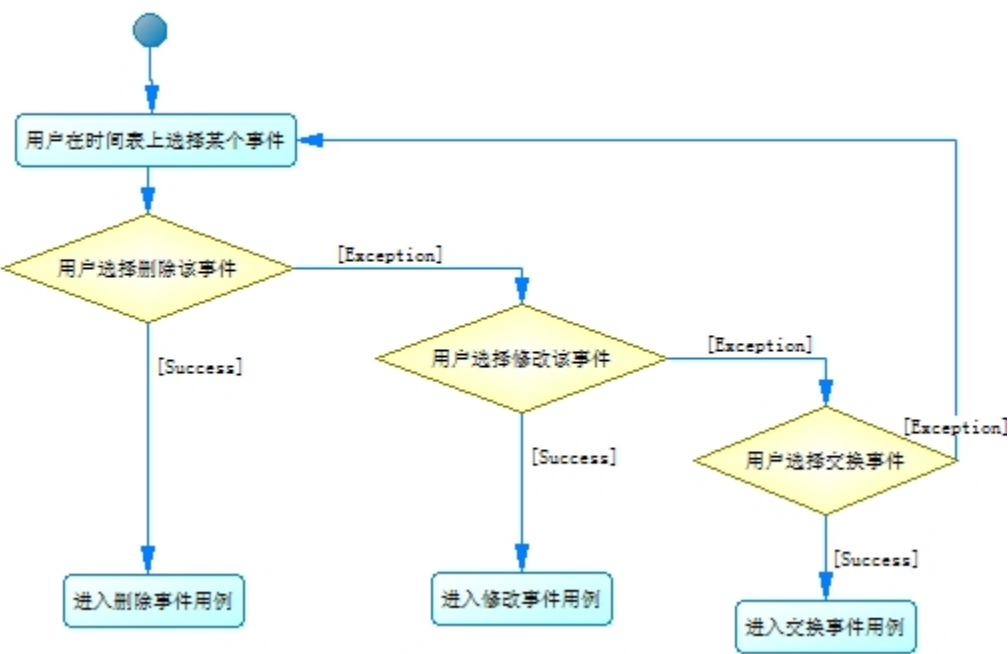 用户在时间表上选择某个事件
用户选择删除该事件
[Exception]
[Success]
用户选择修改该事件
[Exception]
[Success]
用户选择交换事件
[Exception]
[Success]
进入删除事件用例
进入修改事件用例
进入交换事件用例